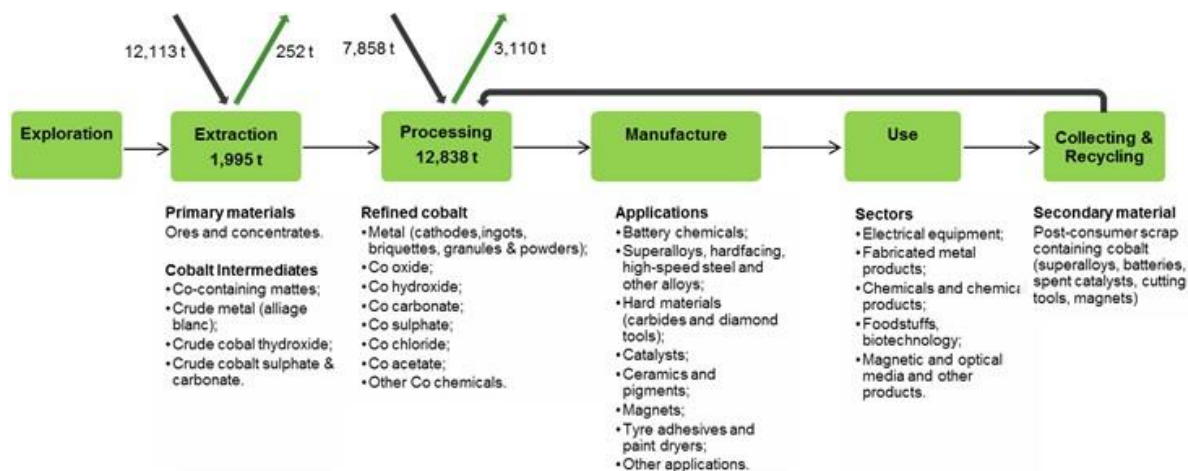 12,113 t
252 t
7,858 t
3,110 t
Exploration
Extraction
1,995 t
Processing
12,838 t
Manufacture
Use
Collecting &
Recycling
Primary materials
Ores and concentrates.
Cobalt Intermediates
•Co-containing mattes;
•Crude metal (alliage
blanc);
•Crude cobal thydroxide;
•Crude cobalt sulphate &
carbonate.
Refined cobalt
•Metal (cathodes,ingots,
briquettes, granules & powders);
•Co oxide;
•Co hydroxide;
•Co carbonate;
•Co sulphate;
•Co chloride;
•Co acetate;
•Other Co chemicals.
Applications
•Battery chemicals;
•Superalloys, hardfacing,
high-speed steel and
other alloys;
•Hard materials
(carbides and diamond
tools);
•Catalysts;
•Ceramics and
pigments;
•Magnets;
•Tyre adhesives and
paint dryers;
•Other applications.
Sectors
•Electrical equipment;
•Fabricated metal
products;
•Chemicals and chemica
products;
•Foodstuffs,
biotechnology;
•Magnetic and optical
media and other
products.
Secondary material
Post-consumer scrap
containing cobalt
(superalloys, batteries,
spent catalysts, cutting
tools, magnets)